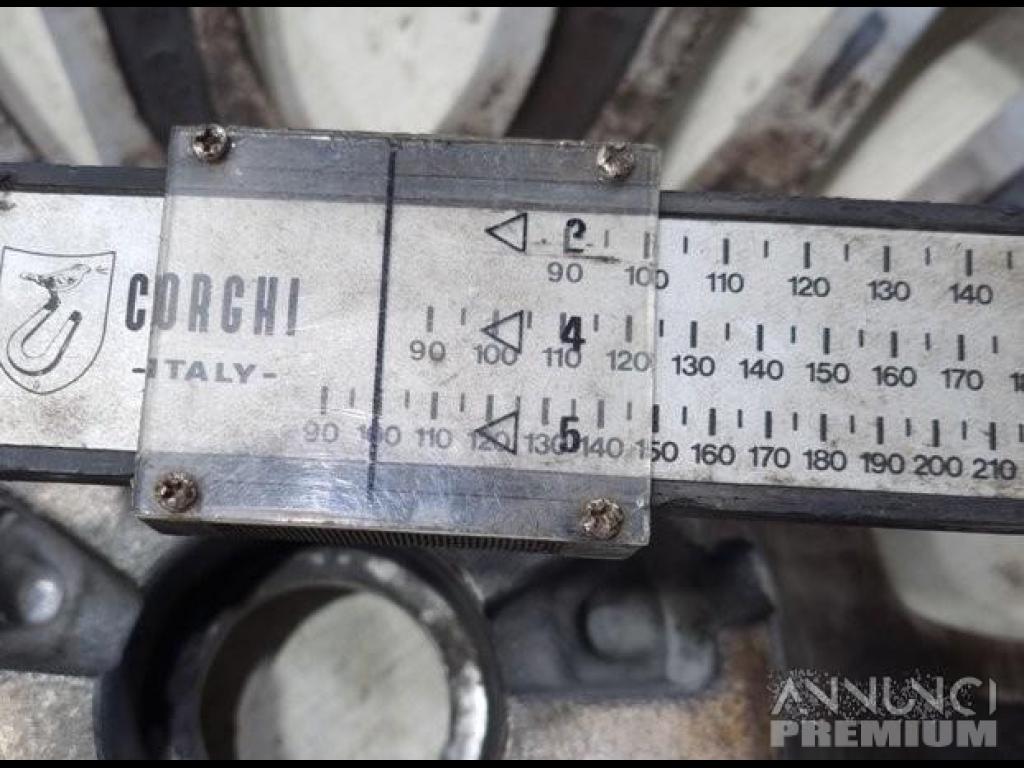 2
90 100 110 120 130 140
CORGHI
4
90 100 110 120 130 140 150 160 170
-ITALY-
5
90 100 110 120 130 140 150 160 170 180 190 200 210
ANNUNCI
PREMIUM